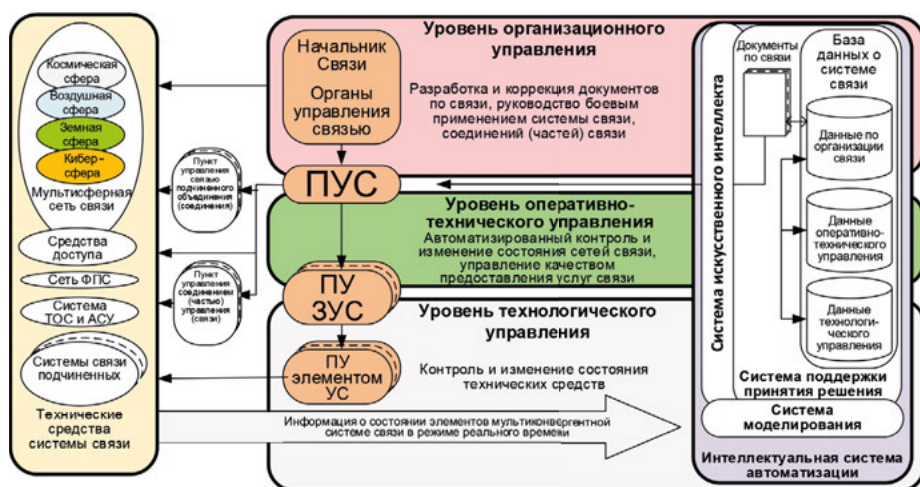 Космическая
сфера
Воздушная
сфера
Земная
сфера
Кибер-
сфера
Мультисферная
сеть связи
Средства
доступа
Сеть ФПС
Система
ТОС и АСУ
Системы связи
подчиненных
Технические
средства
системы связи
Пункт
управления
связью
подчиненного
объединения
(соединения)
Пункт
управления
соединением
(частью)
управления
(связи)
Начальник
Связи
Органы
управления
связью
ПУС
ПУ
ЗУС
ПУ
элементом
УС
Уровень организационного
управления
Разработка и коррекция документов
по связи, руководство боевым
применением системы связи,
соединений (частей) связи
Уровень оперативно-
технического управления
Автоматизированный контроль и
изменение состояния сетей связи,
управление качеством
предоставления услуг связи
Уровень технологического
управления
Контроль и изменение состояния
технических средств
Информация о состоянии элементов мультиконвергентной
системе связи в режиме реального времени
Система искусственного интеллекта
Документы
по связи
База
данных о
системе
связи
Данные по
организации
связи
Данные
оперативно-
технического
управления
Данные
технологи-
ческого
управления
Система поддержки
принятия решения
Система
моделирования
Интеллектуальная система
автоматизации